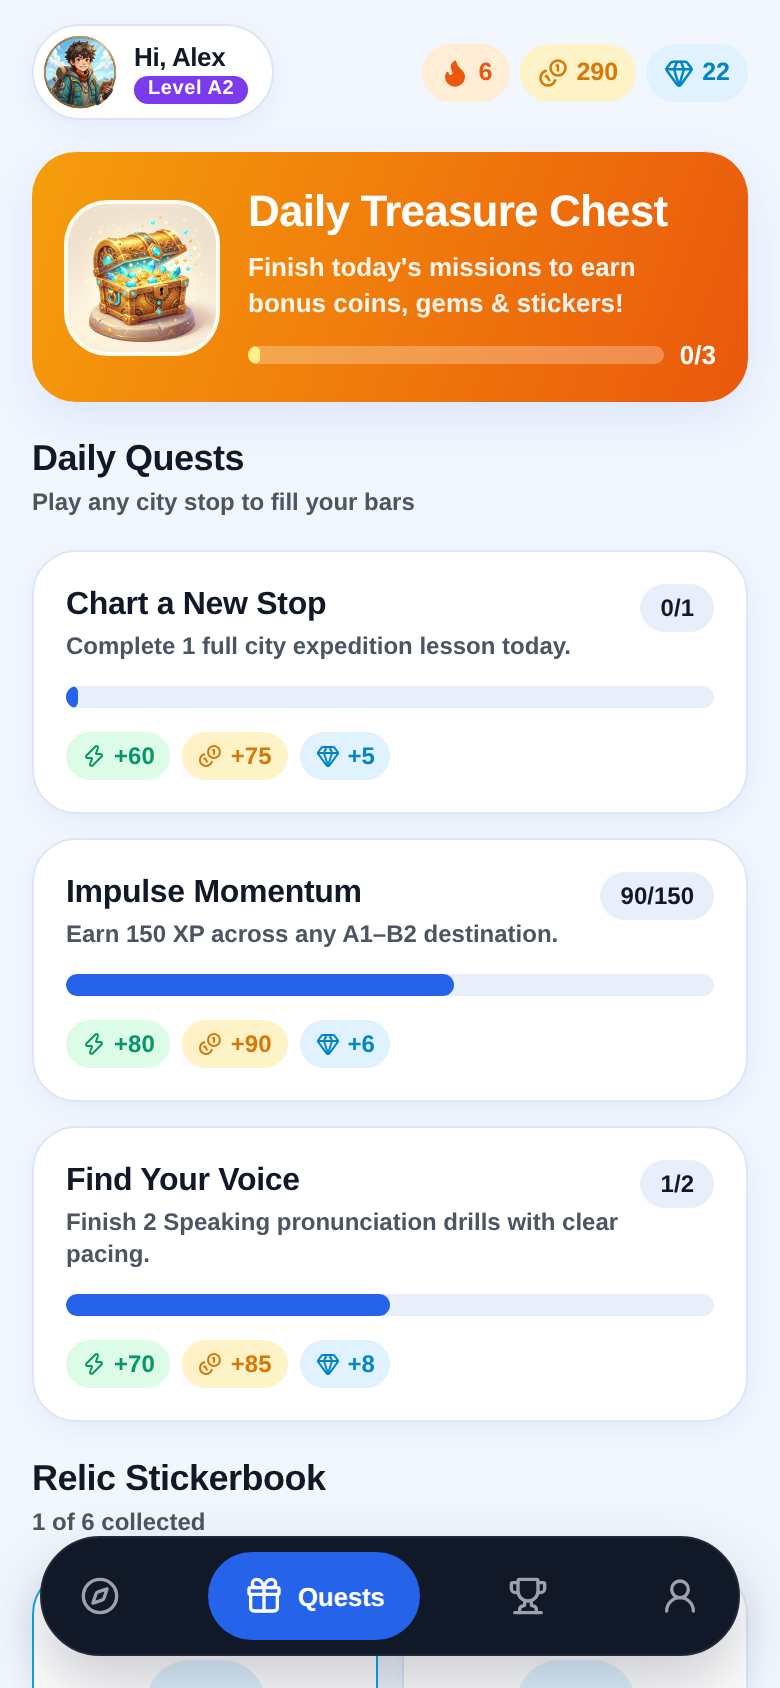 Hi, Alex
Level A2
6
290
22
Daily Treasure Chest
Finish today's missions to earn
bonus coins, gems & stickers!
0/3
Daily Quests
Play any city stop to fill your bars
Chart a New Stop
0/1
Complete 1 full city expedition lesson today.
+60
+75
+5
Impulse Momentum
90/150
Earn 150 XP across any A1–B2 destination.
+80
+90
+6
Find Your Voice
1/2
Finish 2 Speaking pronunciation drills with clear
pacing.
+70
+85
+8
Relic Stickerbook
1 of 6 collected
Quests